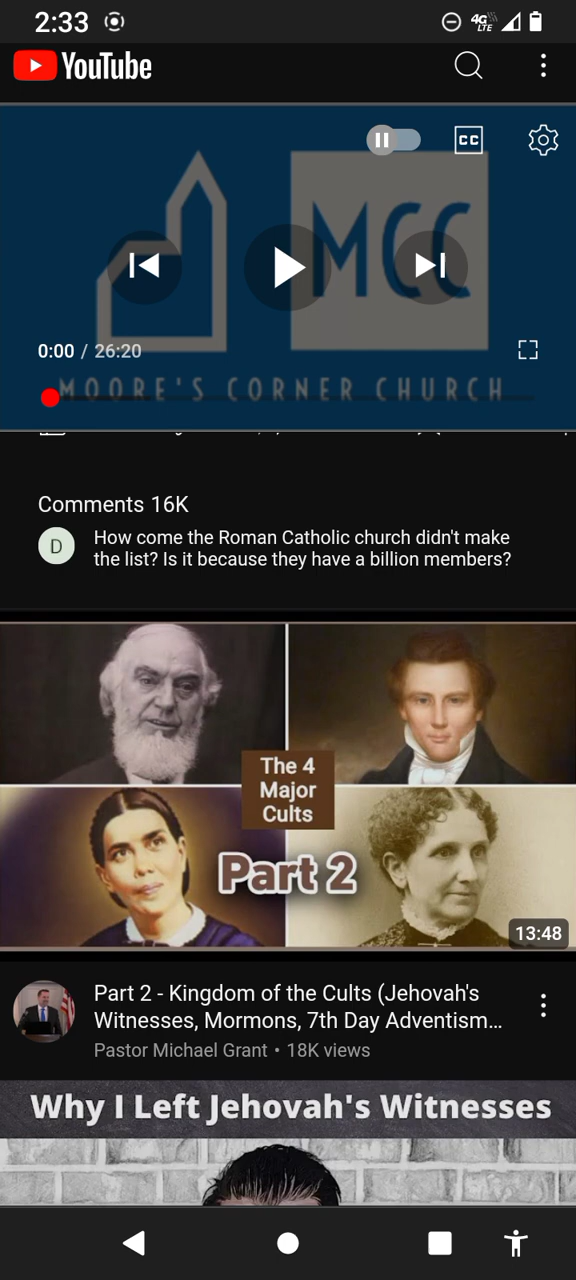 2:33
4G
LTE
YouTube
CC
MCC
0:00 / 26:20
MOORE'S CORNER CHURCH
Comments 16K
D
How come the Roman Catholic church didn't make
the list? Is it because they have a billion members?
The 4
Major
Cults
Part 2
13:48
Part 2 - Kingdom of the Cults (Jehovah's
Witnesses, Mormons, 7th Day Adventism...
Pastor Michael Grant • 18K views
Why I Left Jehovah's Witnesses